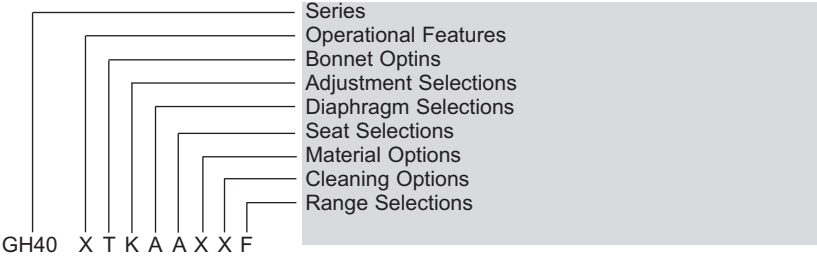 Series
Operational Features
Bonnet Optins
Adjustment Selections
Diaphragm Selections
Seat Selections
Material Options
Cleaning Options
Range Selections
GH40 X T K A A X X F